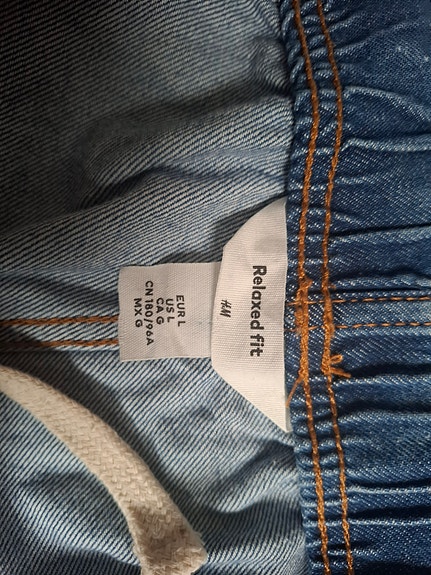 Relaxed fit
H&M
EUR L
US L
CA G
CN 180/96A
MX G